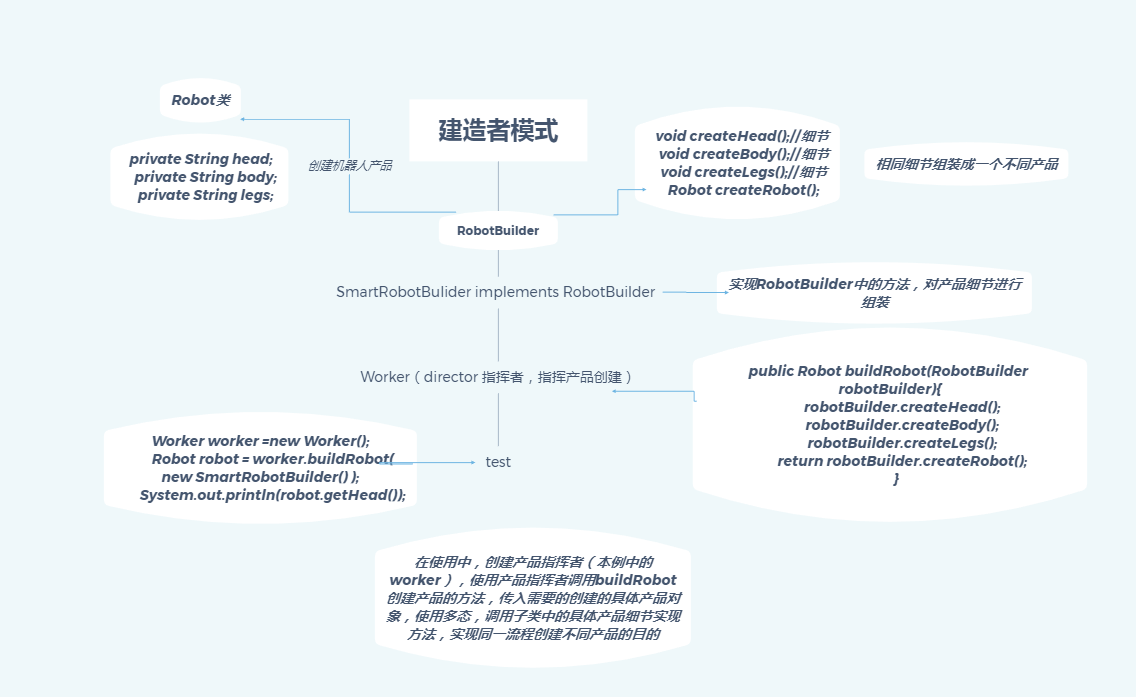 建造者模式
Robot类
private String head;
private String body;
private String legs;
创建机器人产品
void createHead();//细节
void createBody();//细节
void createLegs();//细节
Robot createRobot();
相同细节组装成一个不同产品
RobotBuilder
SmartRobotBulider implements RobotBuilder
实现RobotBuilder中的方法，对产品细节进行
组装
Worker（director 指挥者，指挥产品创建）
public Robot buildRobot(RobotBuilder
robotBuilder){
robotBuilder.createHead();
robotBuilder.createBody();
robotBuilder.createLegs();
return robotBuilder.createRobot();
}
Worker worker =new Worker();
Robot robot = worker.buildRobot(
new SmartRobotBuilder() );
System.out.println(robot.getHead());
test
在使用中，创建产品指挥者（本例中的
worker），使用产品指挥者调用buildRobot
创建产品的方法，传入需要的创建的具体产品对
象，使用多态，调用子类中的具体产品细节实现
方法，实现同一流程创建不同产品的目的